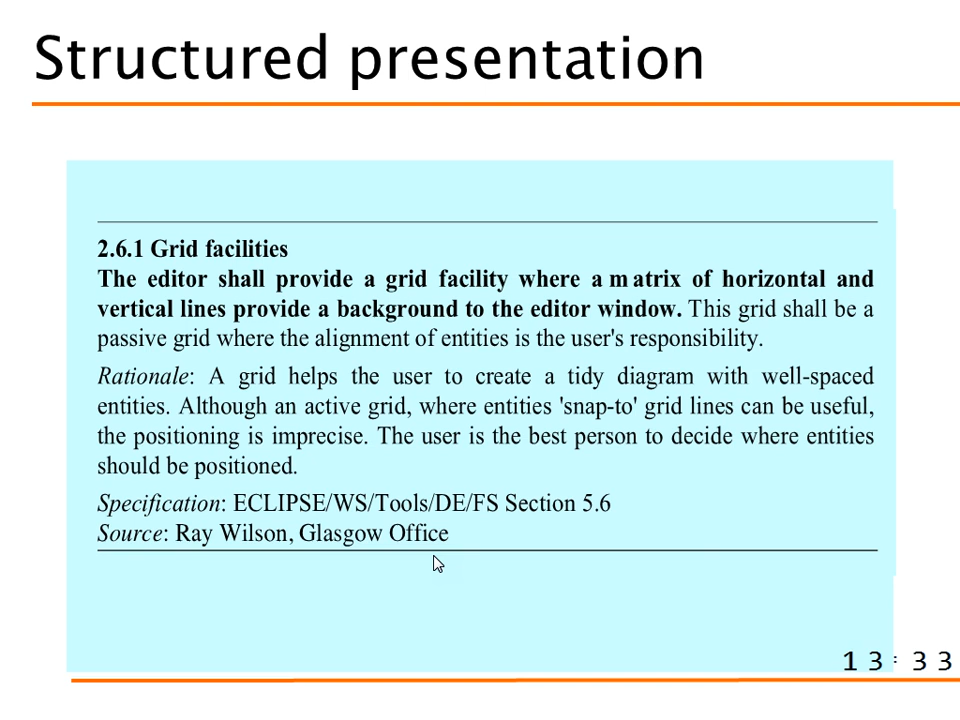 Structured presentation
2.6.1 Grid facilities
The editor shall provide a grid facility where a m atrix of horizontal and
vertical lines provide a background to the editor window. This grid shall be a
passive grid where the alignment of entities is the user's responsibility.
Rationale: A grid helps the user to create a tidy diagram with well-spaced
entities. Although an active grid, where entities 'snap-to' grid lines can be useful,
the positioning is imprecise. The user is the best person to decide where entities
should be positioned.
Specification: ECLIPSE/WS/Tools/DE/FS Section 5.6
Source: Ray Wilson, Glasgow Office
13:33